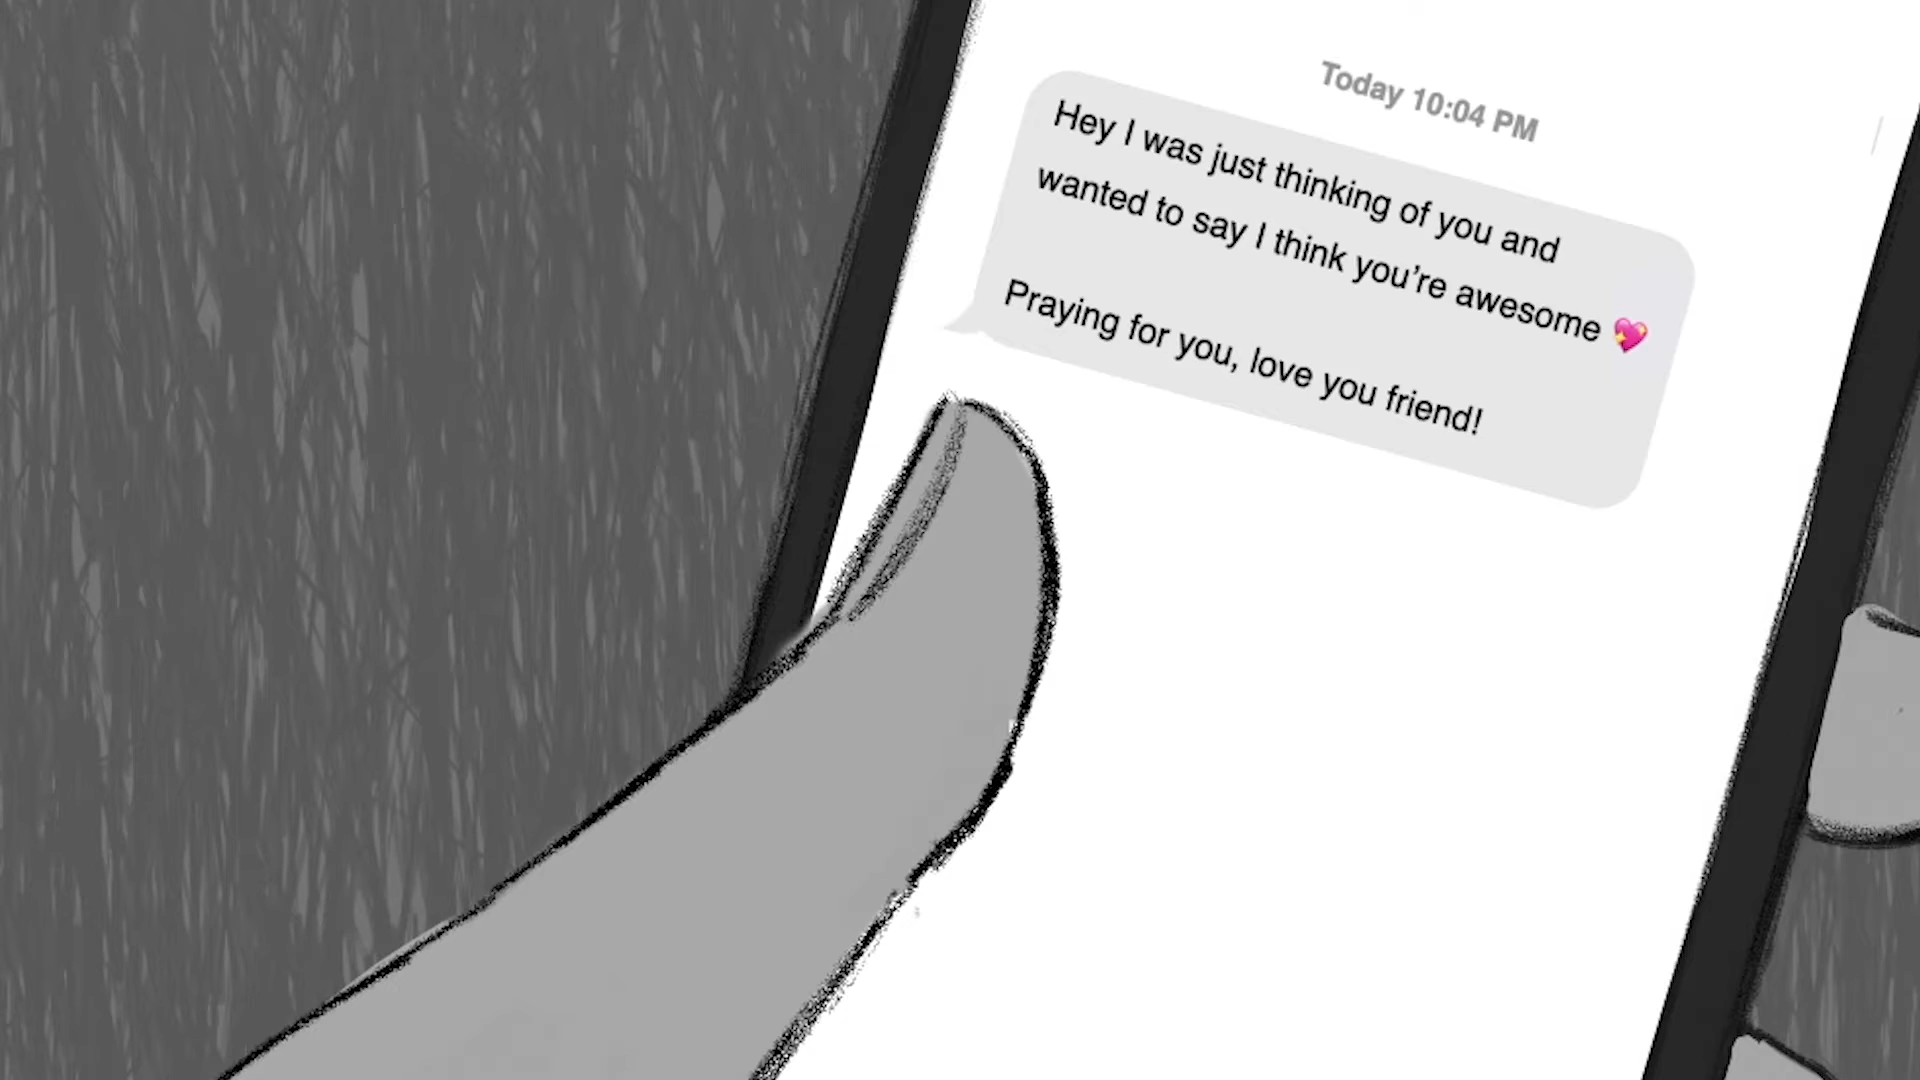 Today 10:04 PM
Hey I was just thinking of you and
wanted to say I think you’re awesome 💖
Praying for you, love you friend!